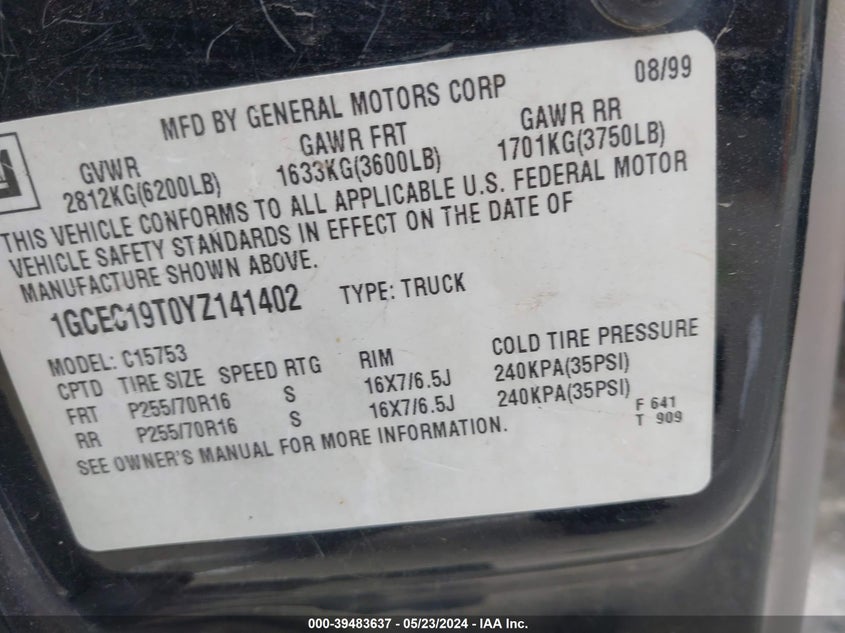 MFD BY GENERAL MOTORS CORP 08/99
GVWR GAWR FRT GAWR RR
2812KG(6200LB) 1633KG(3600LB) 1701KG(3750LB)
THIS VEHICLE CONFORMS TO ALL APPLICABLE U.S. FEDERAL MOTOR
VEHICLE SAFETY STANDARDS IN EFFECT ON THE DATE OF
MANUFACTURE SHOWN ABOVE.
1GCEC19T0YZ141402 TYPE: TRUCK
MODEL: C15753
CPTD TIRE SIZE SPEED RTG RIM COLD TIRE PRESSURE
FRT P255/70R16 S 16X7/6.5J 240KPA(35PSI)
RR P255/70R16 S 16X7/6.5J 240KPA(35PSI)
SEE OWNER'S MANUAL FOR MORE INFORMATION.
F 641
T 909
000-39483637 - 05/23/2024 - IAA Inc.